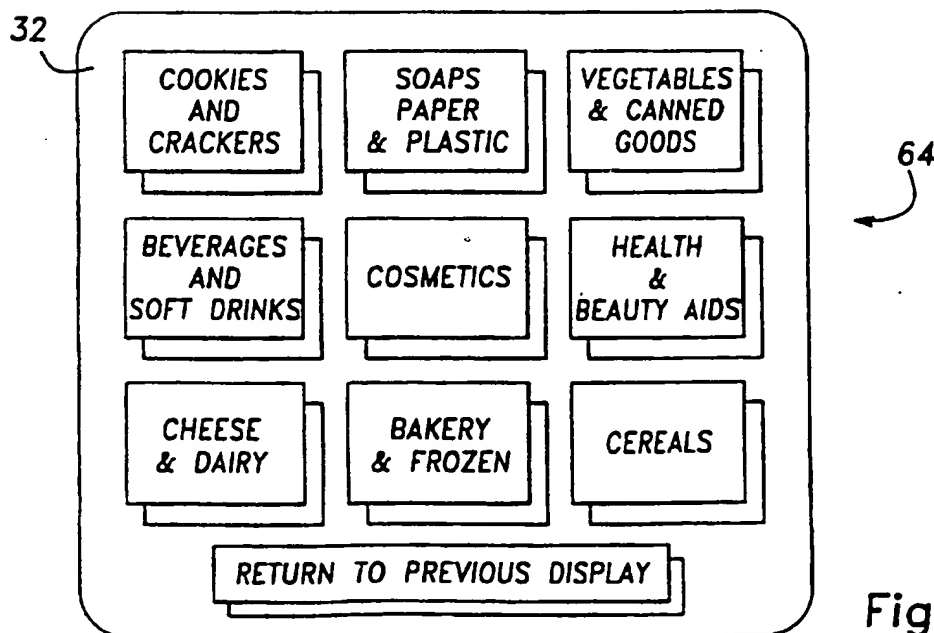 32
COOKIES
AND
CRACKERS
SOAPS
PAPER
& PLASTIC
VEGETABLES
& CANNED
GOODS
64
BEVERAGES
AND
SOFT DRINKS
COSMETICS
HEALTH
&
BEAUTY AIDS
CHEESE
& DAIRY
BAKERY
& FROZEN
CEREALS
RETURN TO PREVIOUS DISPLAY
Fig